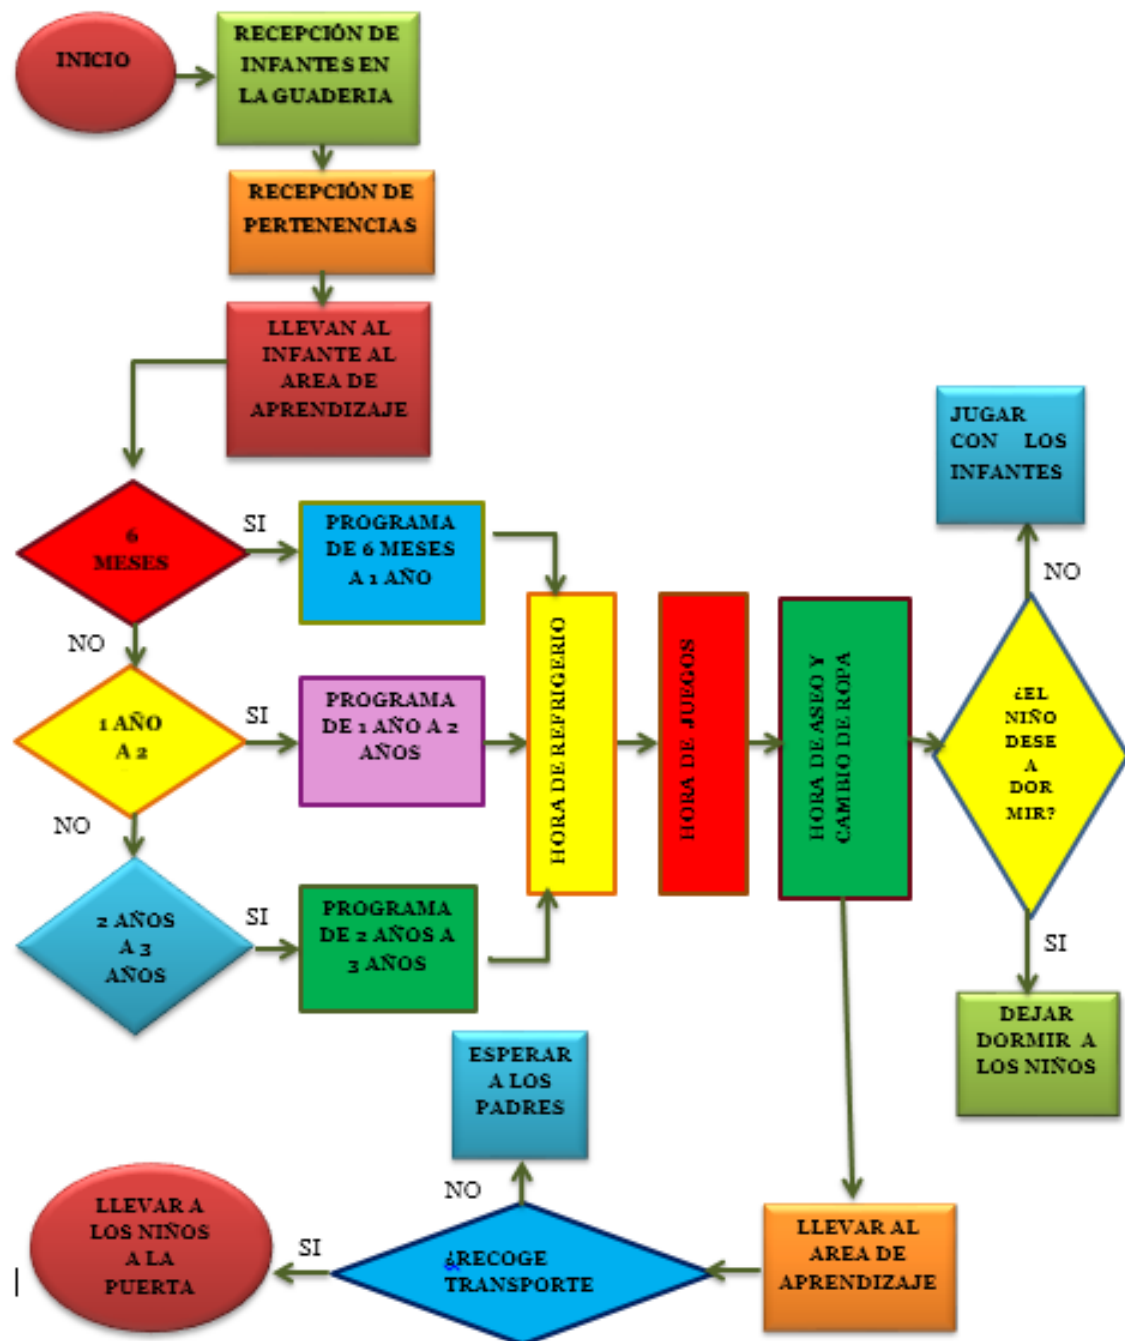 INICIO
RECEPCIÓN DE
INFANTES EN
LA GUADERIA
RECEPCIÓN DE
PERTENENCIAS
LLEVAN AL
INFANTE AL
AREA DE
APRENDIZAJE
6
MESES
SI
PROGRAMA
DE 6 MESES
A 1 AÑO
NO
1 AÑO
A 2
SI
PROGRAMA
DE 1 AÑO A 2
AÑOS
NO
2 AÑOS
A 3
AÑOS
SI
PROGRAMA
DE 2 AÑOS A
3 AÑOS
HORA DE REFRIGERIO
HORA DE JUEGOS
HORA DE ASEO Y
CAMBIO DE ROPA
¿EL
NIÑO
DESE
A
DOR
MIR?
NO
JUGAR
CON LOS
INFANTES
SI
DEJAR
DORMIR A
LOS NIÑOS
LLEVAR AL
AREA DE
APRENDIZAJE
¿RECOGE
TRANSPORTE
NO
ESPERAR
A LOS
PADRES
SI
LLEVAR A
LOS NIÑOS
A LA
PUERTA